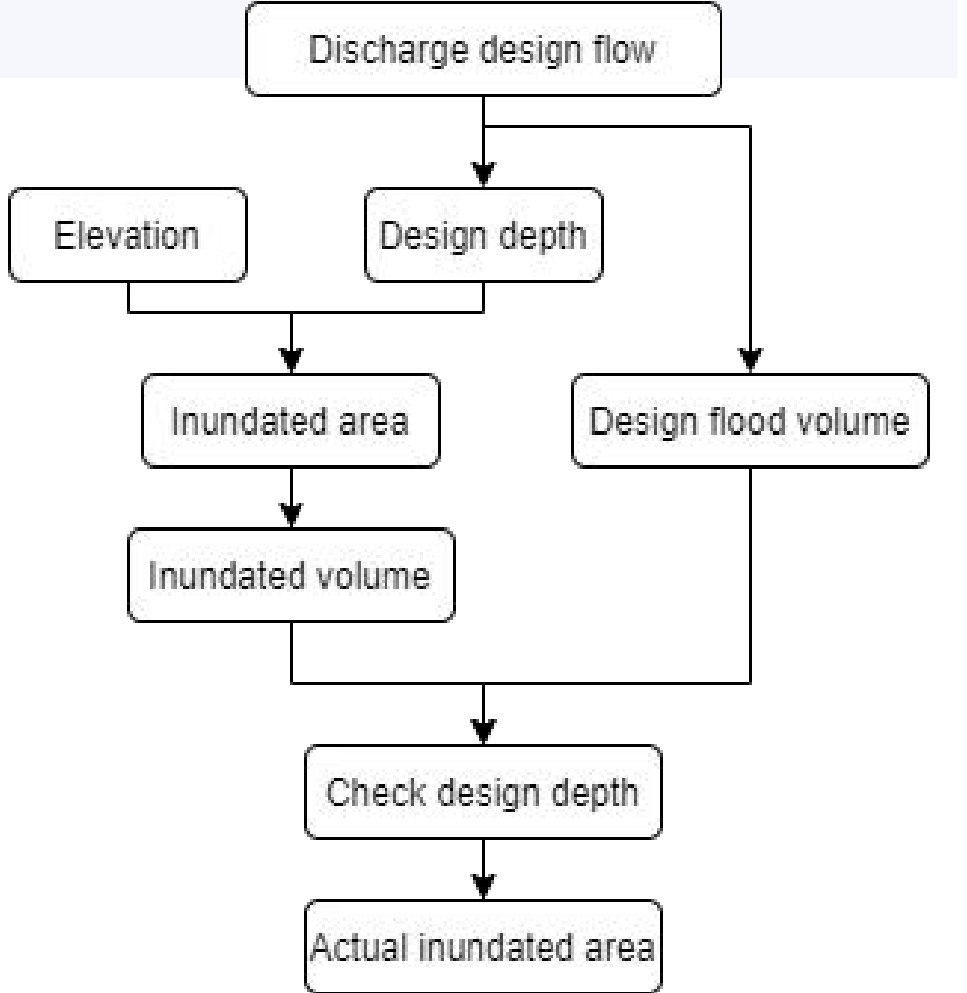 Discharge design flow
Elevation
Design depth
Inundated area
Design flood volume
Inundated volume
Check design depth
Actual inundated area